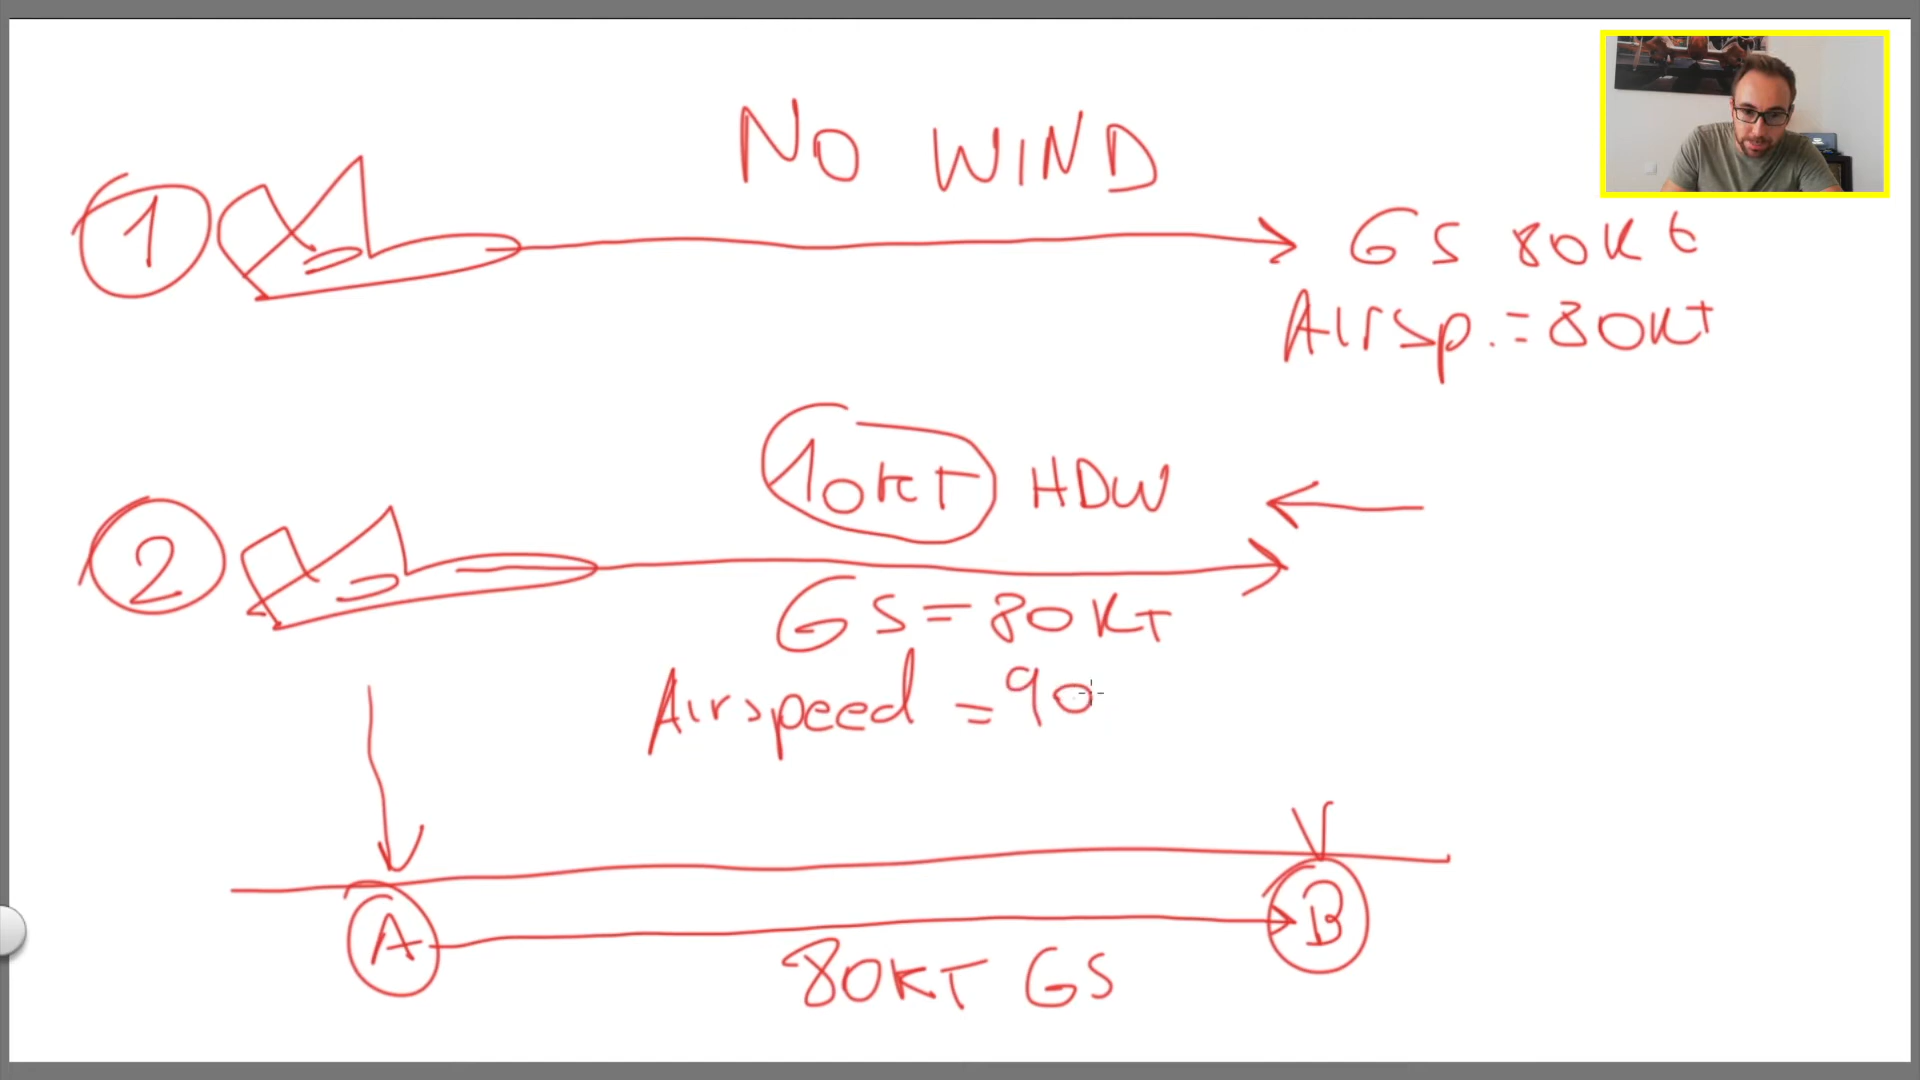 NO WIND
1
GS 80Kt
Airsp.=80Kt
10KT HDW
2
GS=80KT
Airspeed =90
A
B
80KT GS